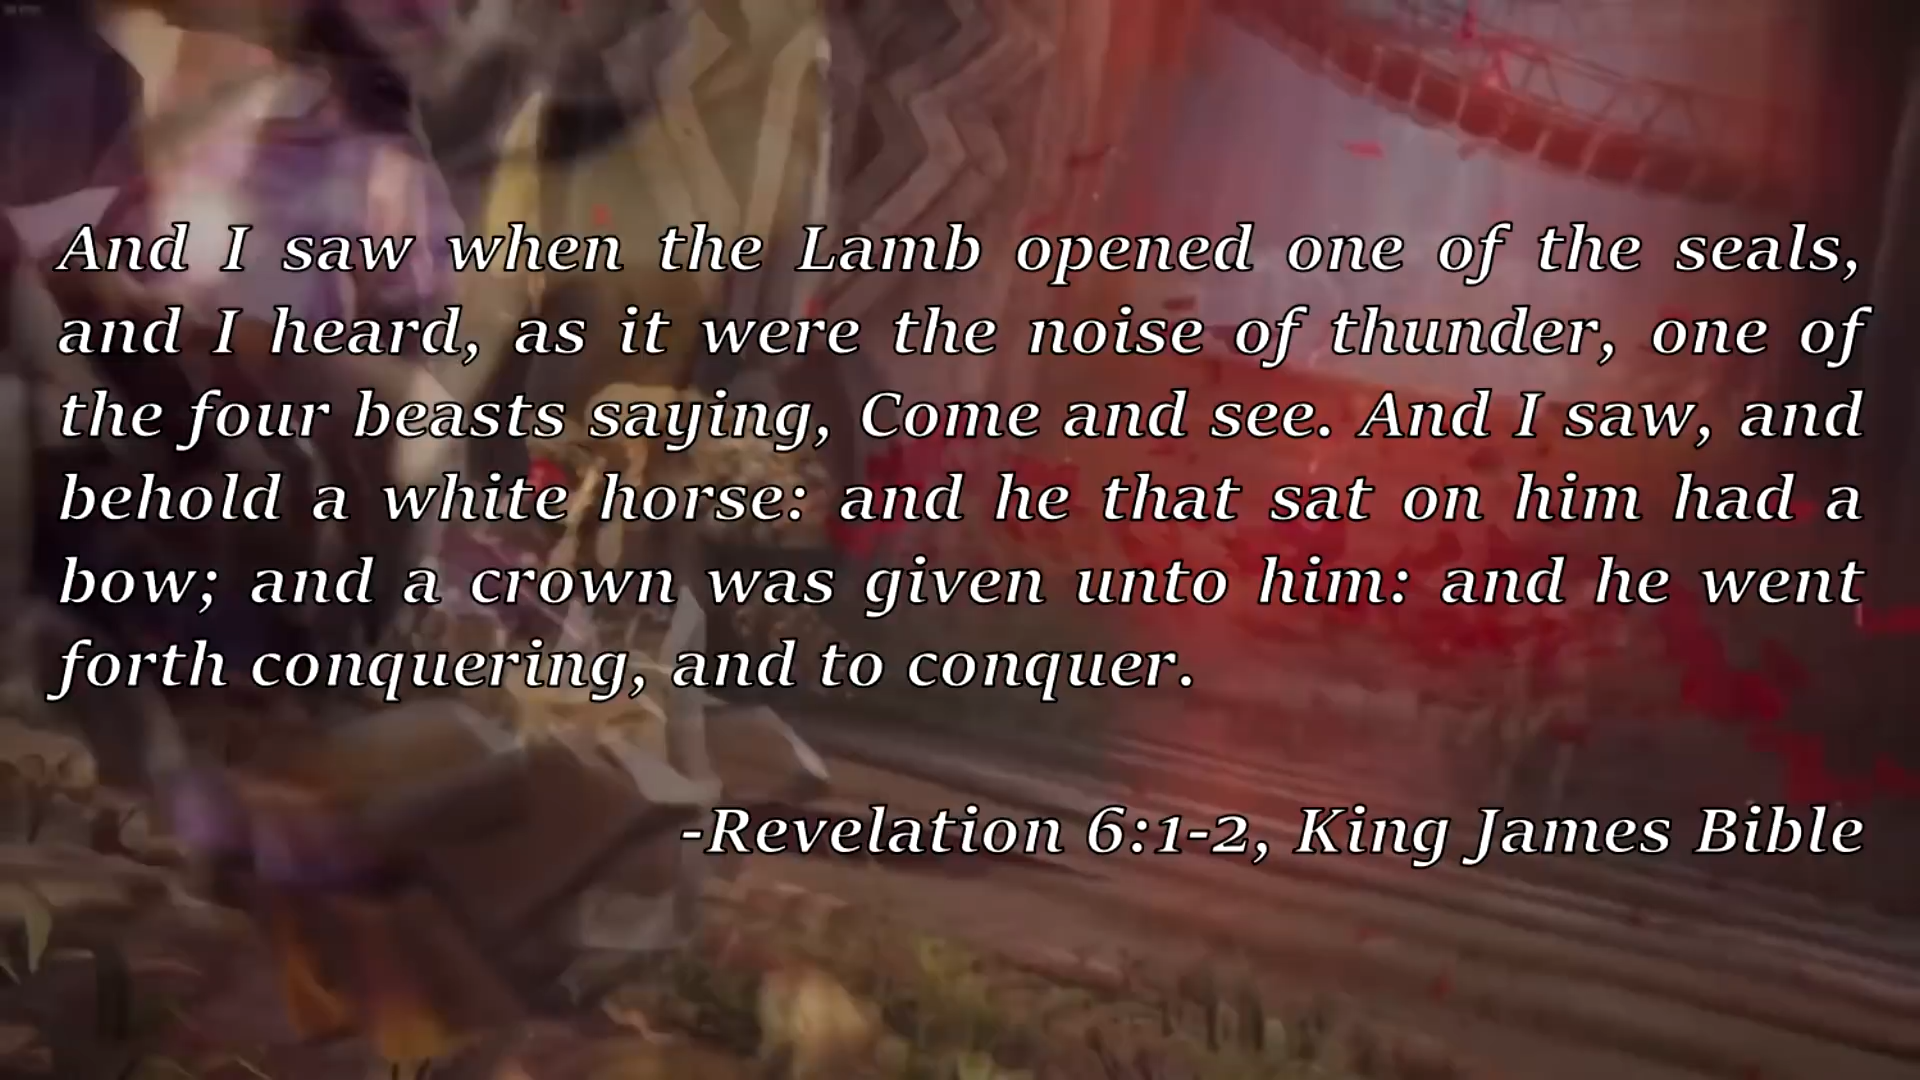 And I saw when the Lamb opened one of the seals,
and I heard, as it were the noise of thunder, one of
the four beasts saying, Come and see. And I saw, and
behold a white horse: and he that sat on him had a
bow; and a crown was given unto him: and he went
forth conquering, and to conquer.
-Revelation 6:1-2, King James Bible